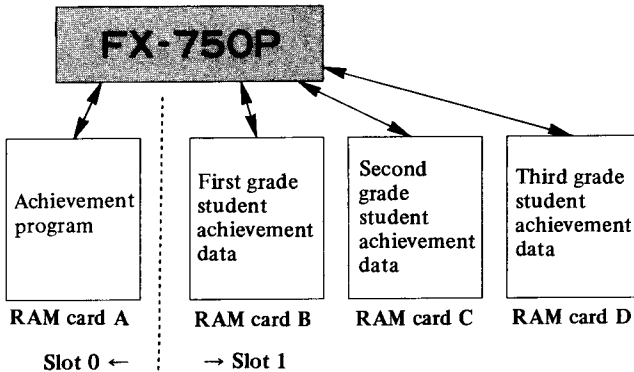 FX-750P
Achievement
program
First grade
student
achievement
data
Second
grade
student
achievement
data
Third grade
student
achievement
data
RAM card A
RAM card B
RAM card C
RAM card D
Slot 0 ←
→ Slot 1